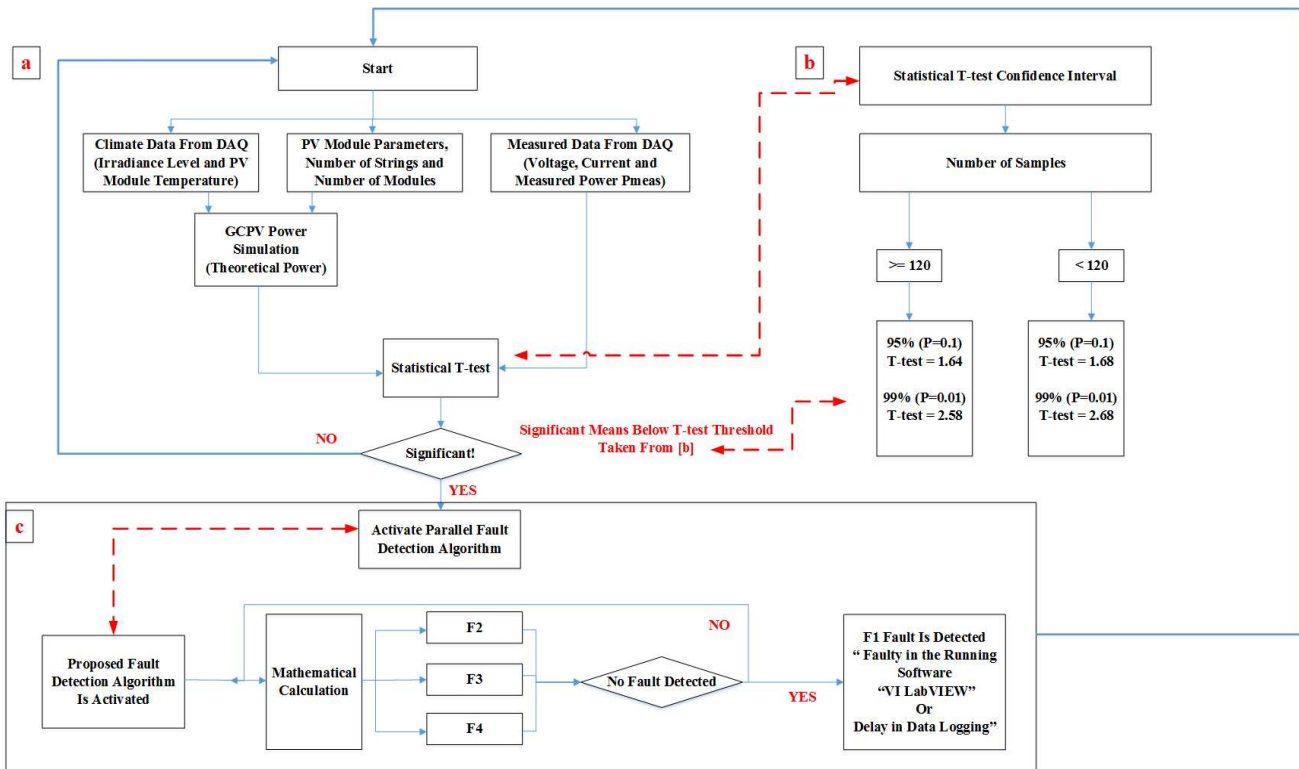 a
Start
Climate Data From DAQ
(Irradiance Level and PV
Module Temperature)
PV Module Parameters,
Number of Strings and
Number of Modules
Measured Data From DAQ
(Voltage, Current and
Measured Power Pmeas)
GCPV Power
Simulation
(Theoretical Power)
Statistical T-test
Significant!
NO
YES
Significant Means Below T-test Threshold
Taken From [b]
b
Statistical T-test Confidence Interval
Number of Samples
>= 120
< 120
95% (P=0.1)
T-test = 1.64
99% (P=0.01)
T-test = 2.58
95% (P=0.1)
T-test = 1.68
99% (P=0.01)
T-test = 2.68
c
Activate Parallel Fault
Detection Algorithm
Proposed Fault
Detection Algorithm
Is Activated
Mathematical
Calculation
F2
F3
F4
No Fault Detected
NO
YES
F1 Fault Is Detected
“ Faulty in the Running
Software
“VI LabVIEW”
Or
Delay in Data Logging”